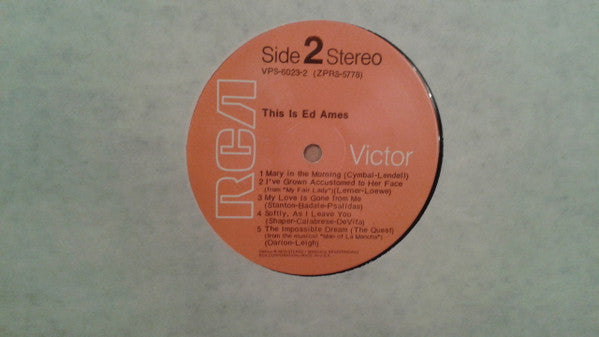 Side 2 Stereo
VPS-6023-2 (ZPRS-5778)
This Is Ed Ames
RCA
Victor
1 Mary in the Morning (Cymbal-Lendell)
2 I've Grown Accustomed to Her Face
(from "My Fair Lady") (Lerner-Loewe)
3 My Love Is Gone from Me
(Stanton-Badale-Psalidas)
4 Softly, As I Leave You
(Shaper-Calabrese-DeVita)
5 The Impossible Dream (The Quest)
(from the musical "Man of La Mancha")
(Darion-Leigh)